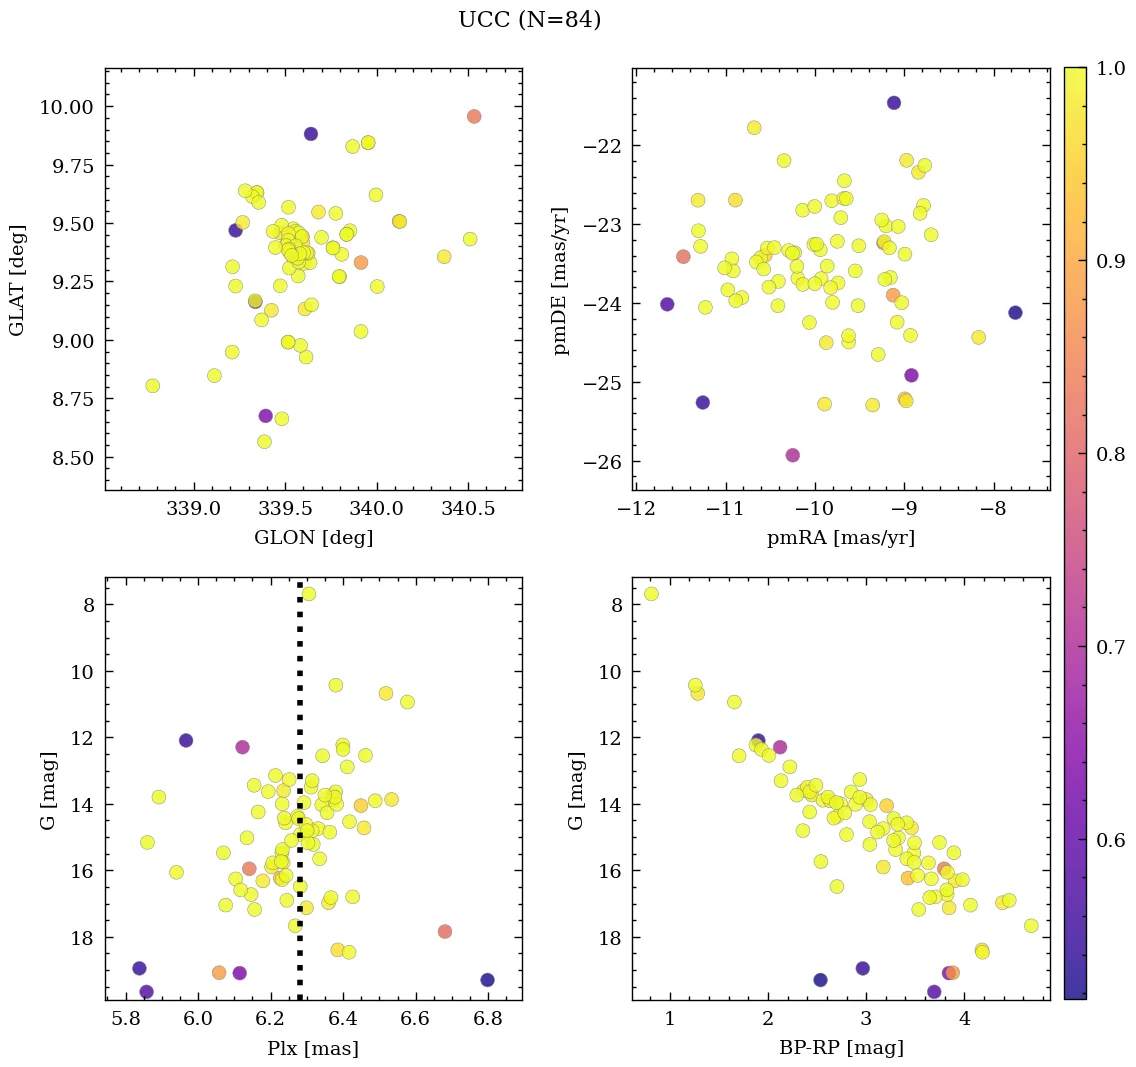 UCC (N=84)
10.00
9.75
9.50
9.25
9.00
8.75
8.50
GLAT [deg]
339.0 339.5 340.0 340.5
GLON [deg]
−22
−23
−24
−25
−26
pmDE [mas/yr]
−12 −11 −10 −9 −8
pmRA [mas/yr]
1.0
0.9
0.8
0.7
0.6
8
10
12
14
16
18
G [mag]
5.8 6.0 6.2 6.4 6.6 6.8
Plx [mas]
8
10
12
14
16
18
G [mag]
1 2 3 4
BP-RP [mag]